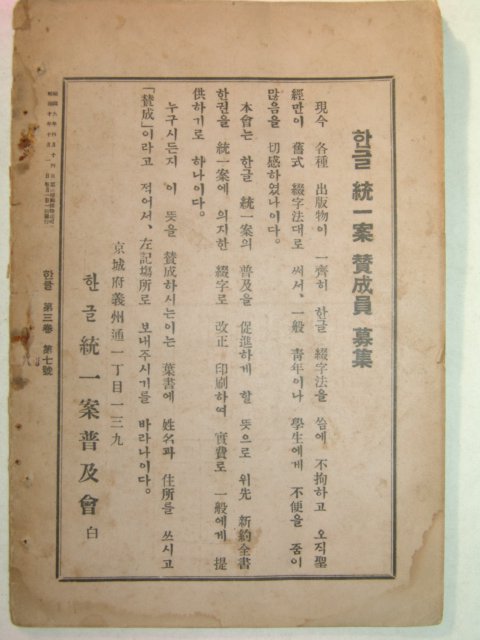 한글 統一案 贊成員 募集
現今 各種 出版物이 一齊히 한글 綴字法을 씀에 不拘하고 오직 聖
經만이 舊式 綴字法대로 써서、一般 青年이나 學生에게 不便을 줌이
많음을 切感하였나이다。
本會는 한글 統一案의 普及을 促進하게 할 뜻으로 위先 新約全書
한권을 統一案에 의지한 綴字로 改正 印刷하여 實費로 一般에게 提
供하기로 하나이다。
누구시든지 이 뜻을 贊成하시는이는 葉書에 姓名과 住所를 쓰시고
「贊成」이라고 적어서、左記場所로 보내주시기를 바라나이다。
京城府義州通一丁目一三九
한글統一案普及會 白
한글 第三卷 第七號